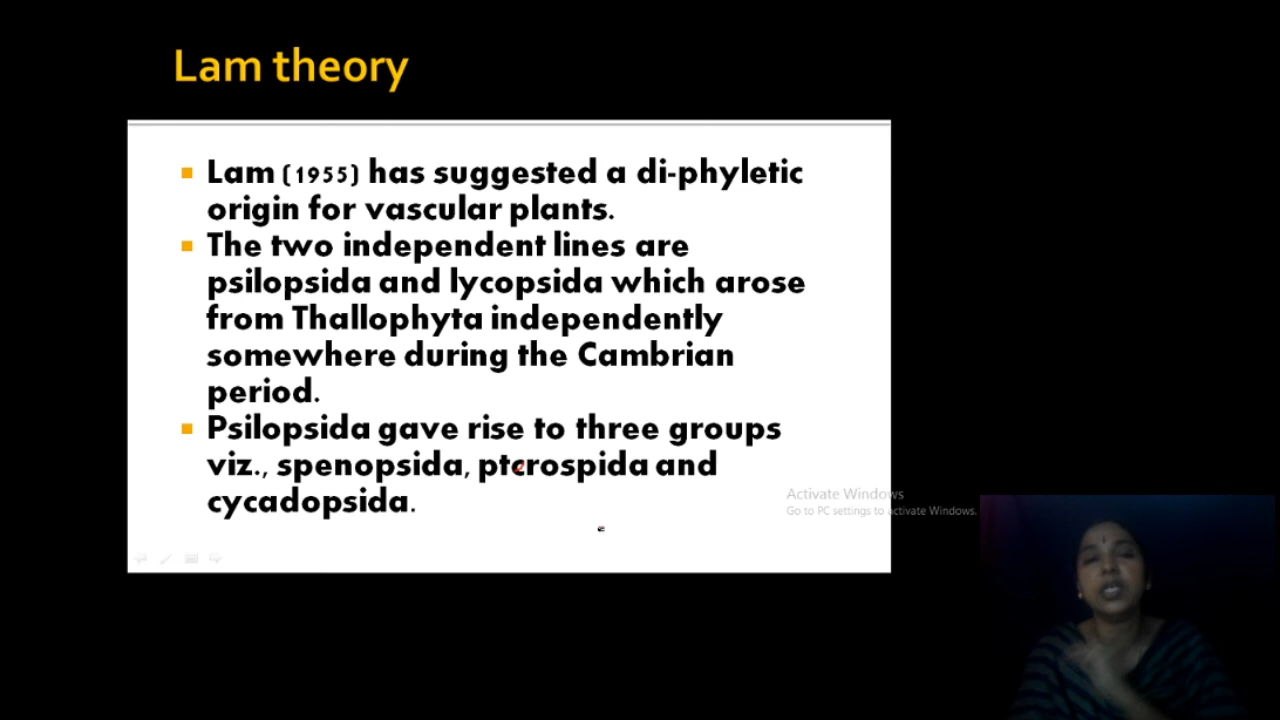 Lam theory
Lam (1955) has suggested a di-phyletic
origin for vascular plants.
The two independent lines are
psilopsida and lycopsida which arose
from Thallophyta independently
somewhere during the Cambrian
period.
Psilopsida gave rise to three groups
viz., spenopsida, pterospida and
cycadopsida.
Activate Windows
Go to PC settings to activate Windows.